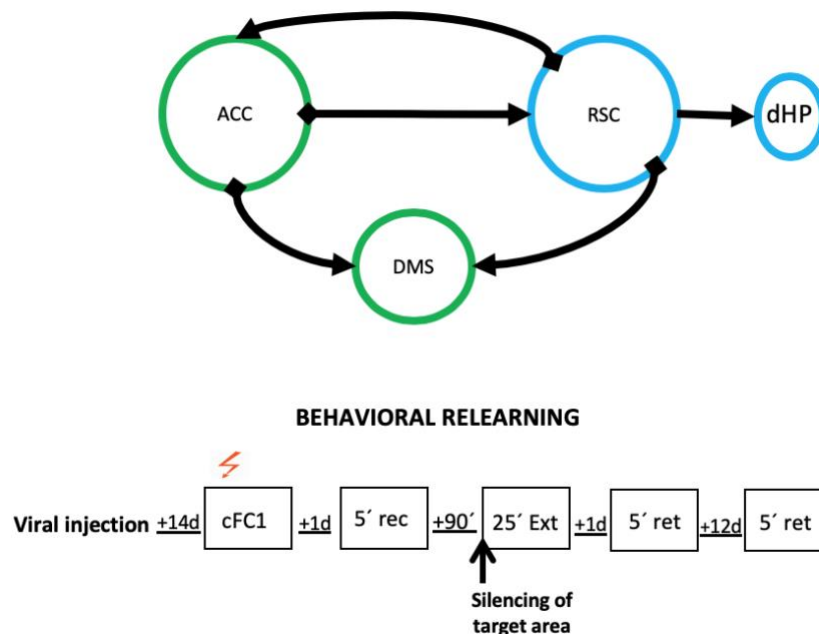 ACC
RSC
dHP
DMS
BEHAVIORAL RELEARNING
Viral injection +14d cFC1 +1d 5´ rec +90´ 25´ Ext +1d 5´ ret +12d 5´ ret
Silencing of
target area